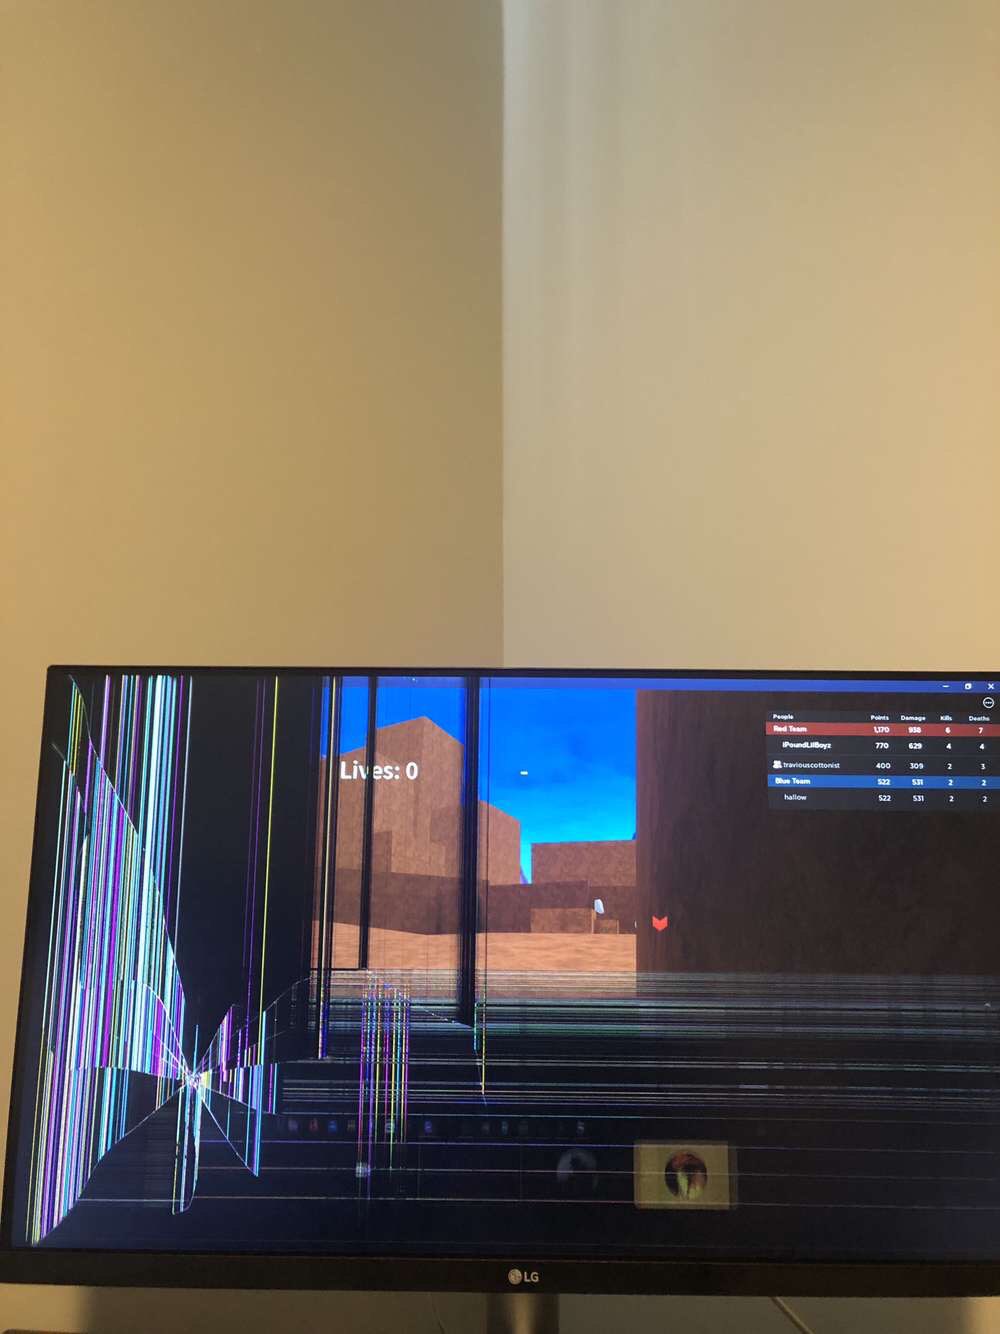 People Points Damage Kills Deaths
Red Team 1,170 938 6 7
IPoundLilBoyz 770 629 4 4
traviouscottonist 400 309 2 3
Blue Team 522 531 2 2
hallow 522 531 2 2
Lives: 0
LG